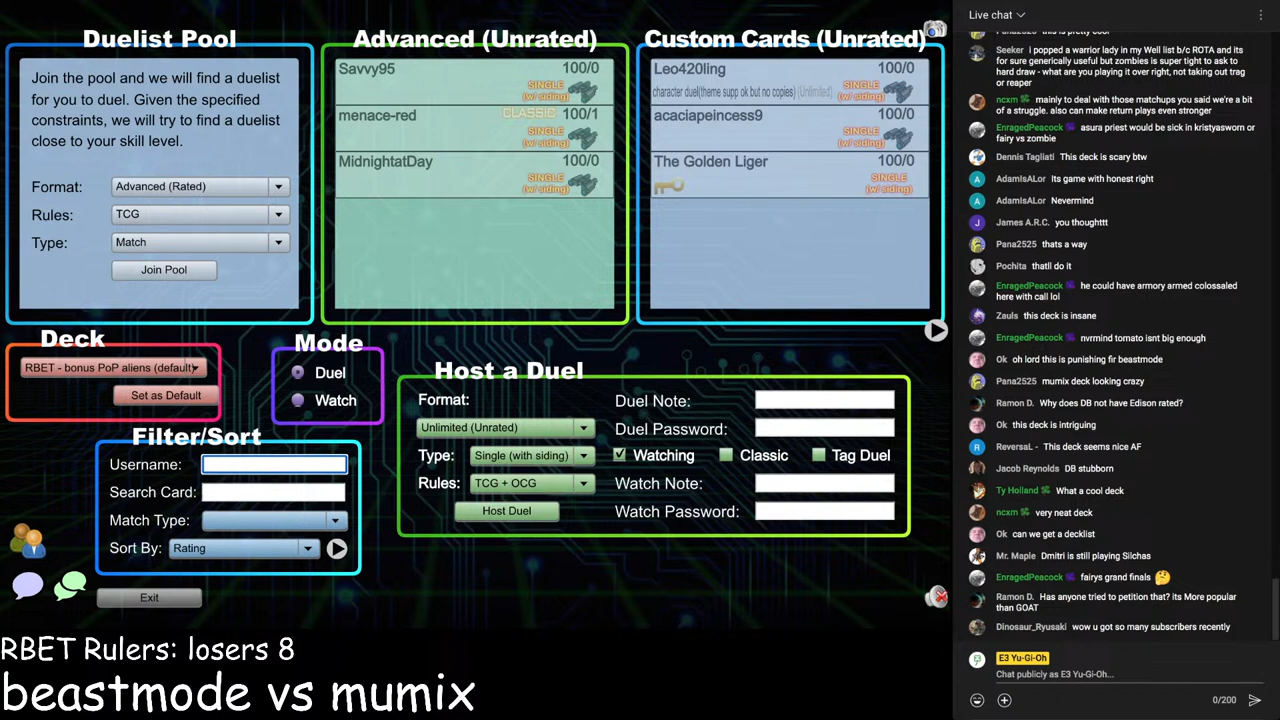 Duelist Pool
Join the pool and we will find a duelist
for you to duel. Given the specified
constraints, we will try to find a duelist
close to your skill level.
Format: Advanced (Rated)
Rules: TCG
Type: Match
Join Pool
Advanced (Unrated)
Savvy95 100/0
SINGLE
(w/ siding)
menace-red CLASSIC 100/1
SINGLE
(w/ siding)
MidnightatDay 100/0
SINGLE
(w/ siding)
Custom Cards (Unrated)
Leo420ling 100/0
SINGLE
character duel(theme supp ok but no copies) (Unlimited) (w/ siding)
acaciapeincess9 100/0
SINGLE
(w/ siding)
The Golden Liger 100/0
SINGLE
(w/ siding)
Deck
RBET - bonus PoP aliens (default)
Set as Default
Mode
Duel
Watch
Filter/Sort
Username:
Search Card:
Match Type:
Sort By: Rating
Exit
Host a Duel
Format:
Unlimited (Unrated)
Type: Single (with siding)
Rules: TCG + OCG
Host Duel
Duel Note:
Duel Password:
Watching Classic Tag Duel
Watch Note:
Watch Password:
RBET Rulers: losers 8
beastmode vs mumix
Live chat
Pana2525 this is pretty cool
Seeker i popped a warrior lady in my Well list b/c ROTA and its
for sure generically useful but zombies is super tight to ask to
hard draw - what are you playing it over right, not taking out trag
or reaper
ncxm mainly to deal with those matchups you said we're a bit
of a struggle. also can make return plays even stronger
EnragedPeacock asura priest would be sick in kristyasworn or
fairy vs zombie
Dennis Tagliati This deck is scary btw
AdamIsALor Its game with honest right
AdamIsALor Nevermind
James A.R.C. you thoughttt
Pana2525 thats a way
Pochita thatll do it
EnragedPeacock he could have armory armed colossaled
here with call lol
Zauls this deck is insane
EnragedPeacock nvrmind tomato isnt big enough
Ok oh lord this is punishing fir beastmode
Pana2525 mumix deck looking crazy
Ramon D. Why does DB not have Edison rated?
Ok this deck is intriguing
ReversaL - This deck seems nice AF
Jacob Reynolds DB stubborn
Ty Holland What a cool deck
ncxm very neat deck
Ok can we get a decklist
Mr. Maple Dmitri is still playing Silchas
EnragedPeacock fairys grand finals 🤔
Ramon D. Has anyone tried to petition that? its More popular
than GOAT
Dinosaur_Ryusaki wow u got so many subscribers recently
E3 Yu-Gi-Oh
Chat publicly as E3 Yu-Gi-Oh...
0/200